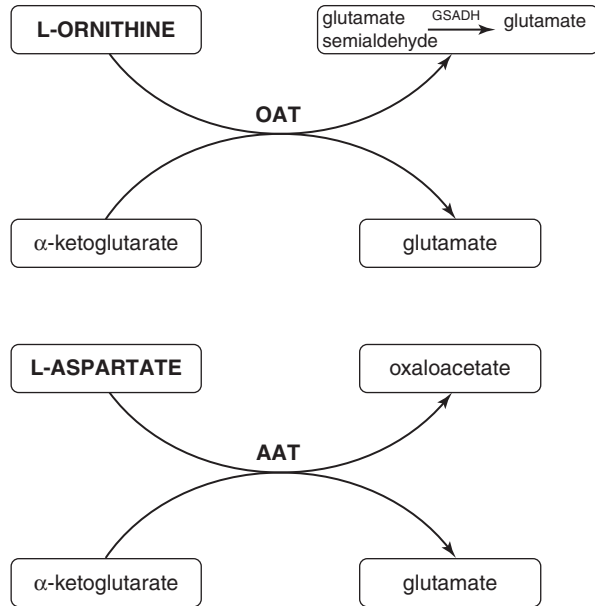 L-ORNITHINE
glutamate GSADH glutamate
semialdehyde
OAT
α-ketoglutarate
glutamate
L-ASPARTATE
oxaloacetate
AAT
α-ketoglutarate
glutamate